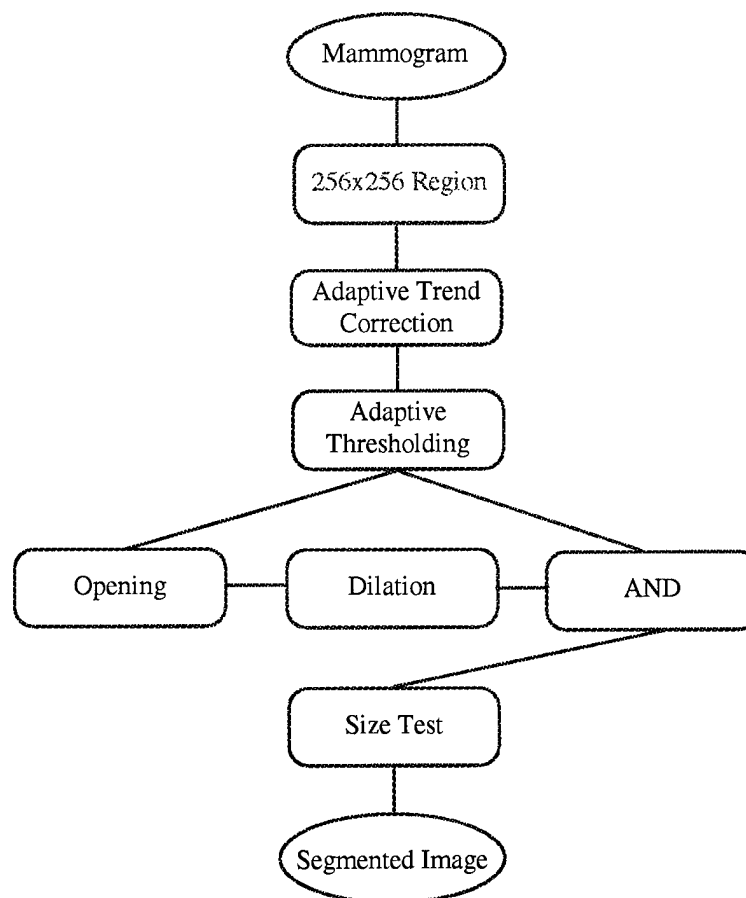 Mammogram
256x256 Region
Adaptive Trend
Correction
Adaptive
Thresholding
Opening
Dilation
AND
Size Test
Segmented Image